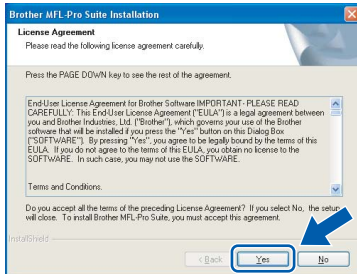 Brother MFL-Pro Suite Installation
License Agreement
Please read the following license agreement carefully.
Press the PAGE DOWN key to see the rest of the agreement.
End-User License Agreement for Brother Software IMPORTANT- PLEASE READ
CAREFULLY: This End-User License Agreement ("EULA") is a legal agreement between
you and Brother Industries, Ltd. ("Brother"), which governs your use of the Brother
software that will be installed if you press the "Yes" button on this Dialog Box
("SOFTWARE"). By pressing "Yes", you agree to be legally bound by the terms of this
EULA. If you do not agree to the terms of this EULA, you obtain no license to the
SOFTWARE. In such case, you may not use the SOFTWARE.
Terms and Conditions.
Do you accept all the terms of the preceding License Agreement? If you select No, the setup
will close. To install Brother MFL-Pro Suite, you must accept this agreement.
InstallShield
< Back
Yes
No